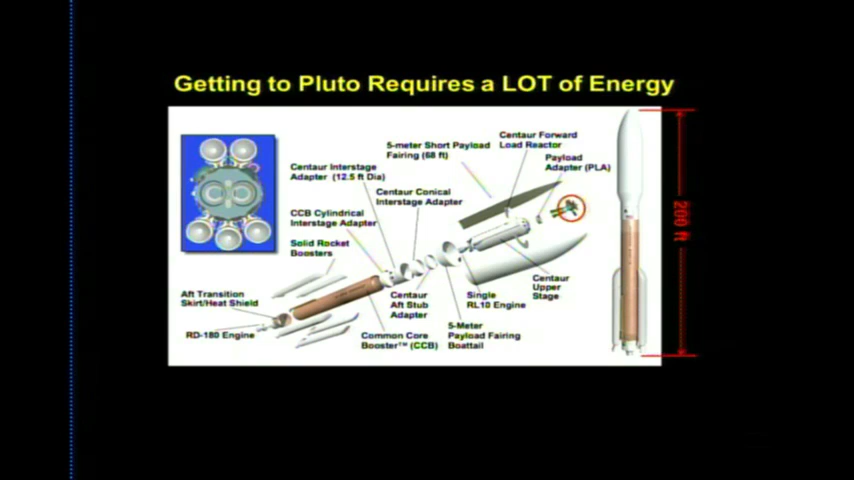 Getting to Pluto Requires a LOT of Energy
Centaur Forward
Load Reactor
5-meter Short Payload
Fairing (68 ft)
Payload
Adapter (PLA)
Centaur Interstage
Adapter (12.5 ft Dia)
Centaur Conical
Interstage Adapter
CCB Cylindrical
Interstage Adapter
Solid Rocket
Boosters
200 ft
Centaur
Upper
Stage
Aft Transition
Skirt/Heat Shield
Centaur
Aft Stub
Adapter
Single
RL10 Engine
RD-180 Engine
Common Core
Booster™ (CCB)
5-Meter
Payload Fairing
Boattail